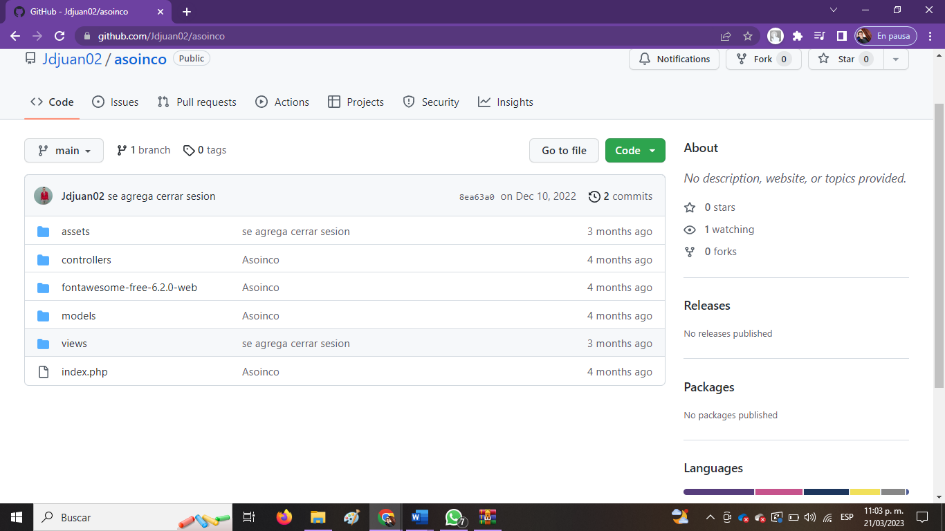 GitHub - Jdjuan02/asoinco
github.com/Jdjuan02/asoinco
En pausa
Jdjuan02 / asoinco Public
Notifications
Fork 0
Star 0
Code
Issues
Pull requests
Actions
Projects
Security
Insights
main
1 branch
0 tags
Go to file
Code
Jdjuan02 se agrega cerrar sesion 8ea63a0 on Dec 10, 2022 2 commits
assets se agrega cerrar sesion 3 months ago
controllers Asoinco 4 months ago
fontawesome-free-6.2.0-web Asoinco 4 months ago
models Asoinco 4 months ago
views se agrega cerrar sesion 3 months ago
index.php Asoinco 4 months ago
About
No description, website, or topics provided.
0 stars
1 watching
0 forks
Releases
No releases published
Packages
No packages published
Languages
Buscar
7
ESP
11:03 p. m.
21/03/2023